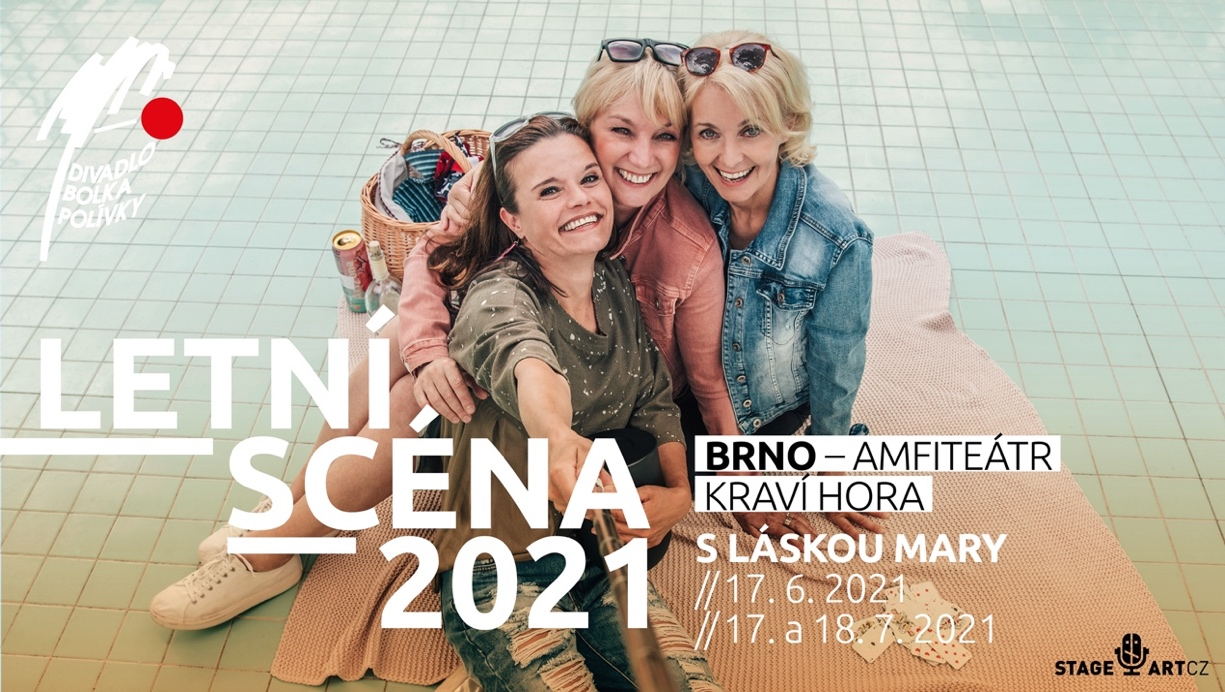 DIVADLO
BOLKA
POLÍVKY
LETNÍ
SCÉNA
2021
BRNO – AMFITEÁTR
KRAVÍ HORA
S LÁSKOU MARY
// 17. 6. 2021
// 17. a 18. 7. 2021
STAGE ART CZ